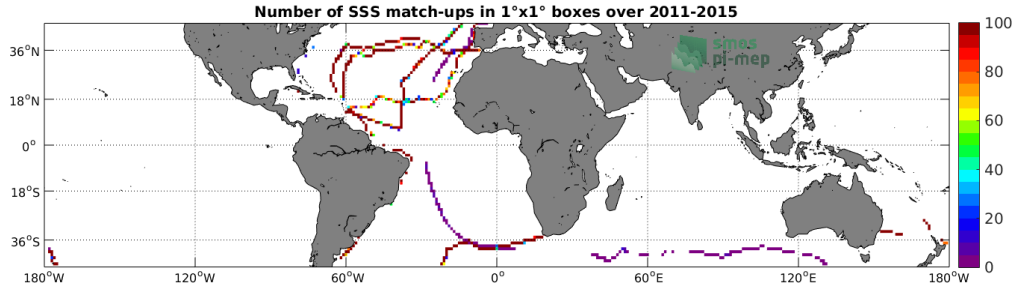 Number of SSS match-ups in 1°x1° boxes over 2011-2015
smos
pi-mep
36°N
18°N
0°
18°S
36°S
180°W
120°W
60°W
0°
60°E
120°E
180°W
100
80
60
40
20
0